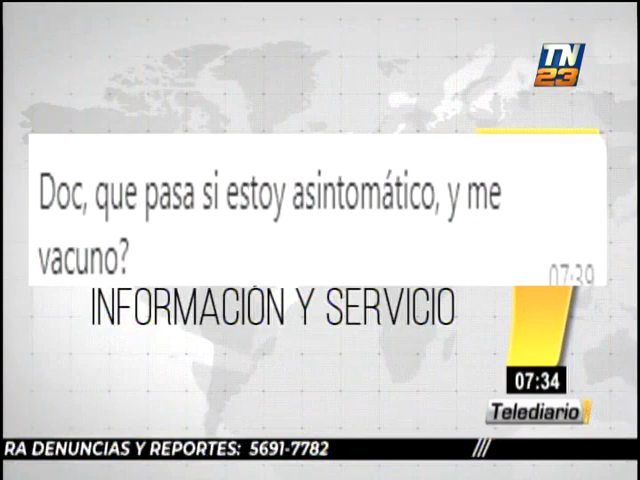 TN
23
Doc, que pasa si estoy asintomático, y me
vacuno?
07:39
INFORMACIÓN Y SERVICIO
07:34
Telediario
RA DENUNCIAS Y REPORTES: 5691-7782